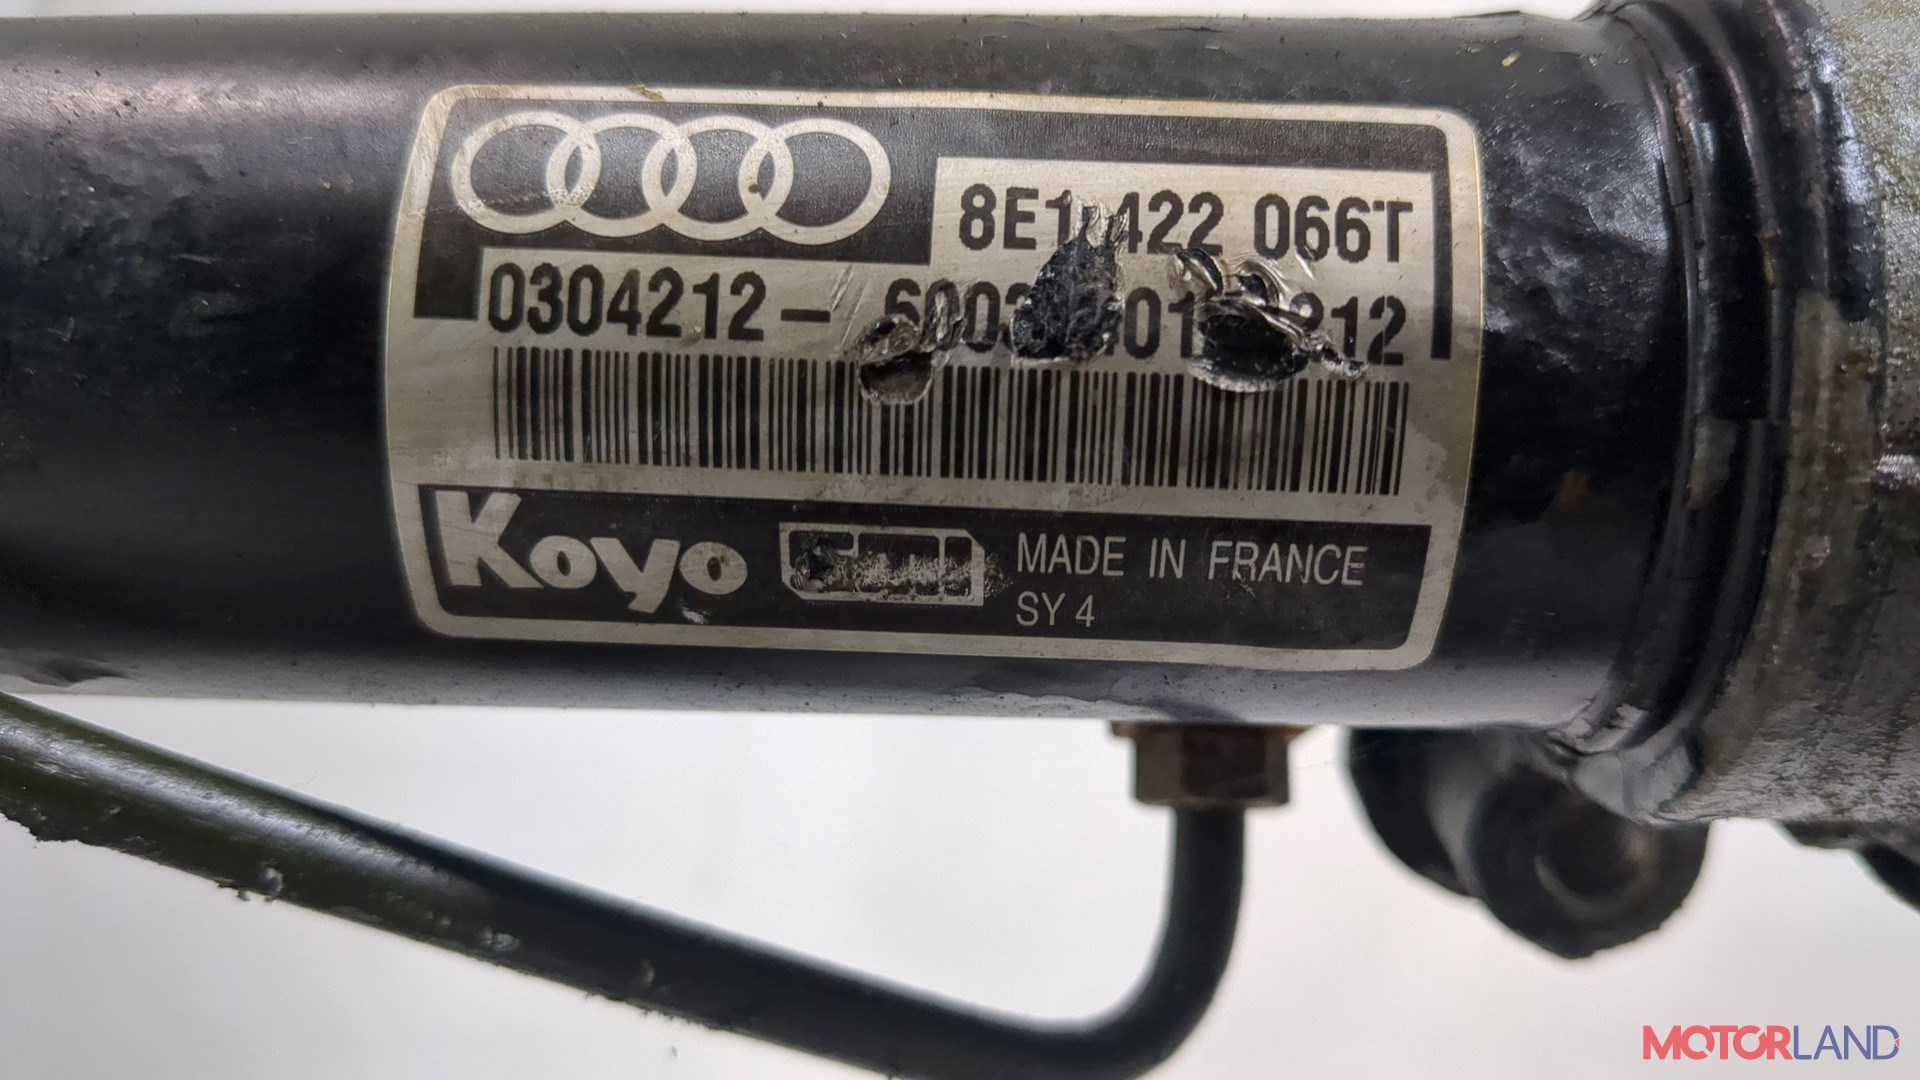 8E1 422 066T
0304212-
Koyo
MADE IN FRANCE
SY 4
MOTORLAND